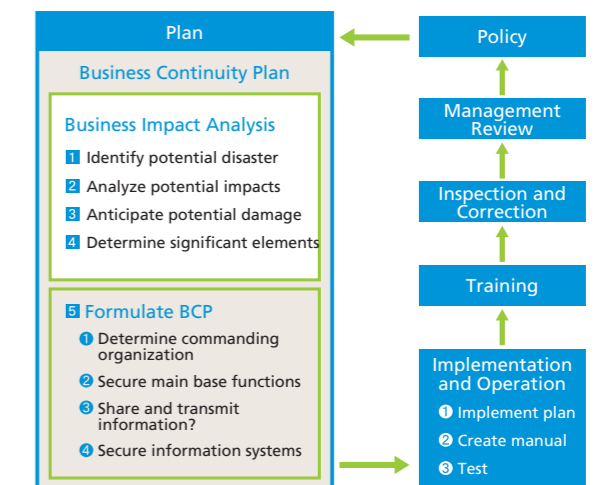 Plan
Business Continuity Plan
Business Impact Analysis
1 Identify potential disaster
2 Analyze potential impacts
3 Anticipate potential damage
4 Determine significant elements
5 Formulate BCP
❶ Determine commanding
organization
❷ Secure main base functions
❸ Share and transmit
information?
❹ Secure information systems
Policy
Management
Review
Inspection and
Correction
Training
Implementation
and Operation
❶ Implement plan
❷ Create manual
❸ Test